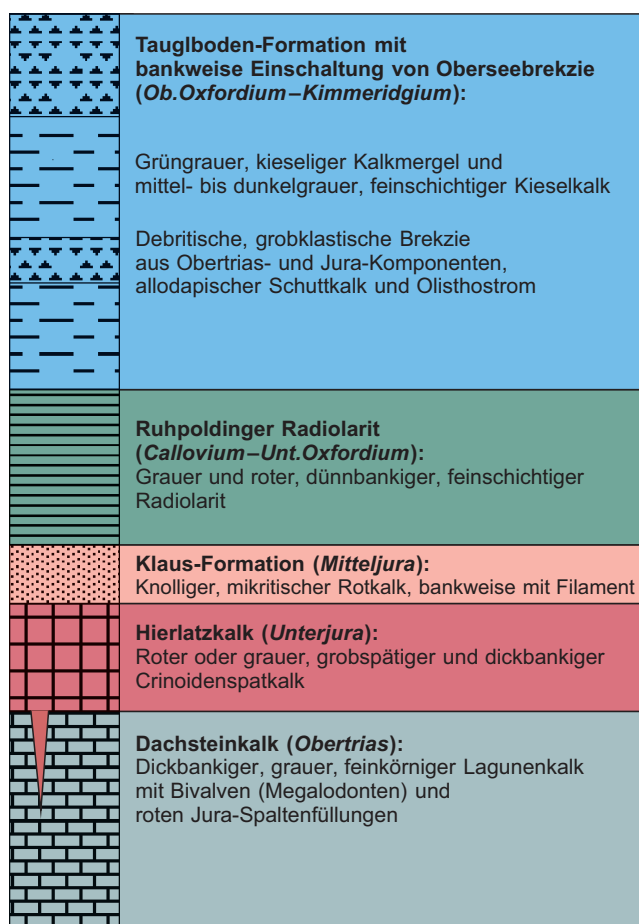 Tauglboden-Formation mit
bankweise Einschaltung von Oberseebrekzie
(Ob.Oxfordium–Kimmeridgium):
Grüngrauer, kieseliger Kalkmergel und
mittel- bis dunkelgrauer, feinschichtiger Kieselkalk
Debritische, grobklastische Brekzie
aus Obertrias- und Jura-Komponenten,
allodapischer Schuttkalk und Olisthostrom
Ruhpoldinger Radiolarit
(Callovium–Unt.Oxfordium):
Grauer und roter, dünnbankiger, feinschichtiger
Radiolarit
Klaus-Formation (Mitteljura):
Knolliger, mikritischer Rotkalk, bankweise mit Filament
Hierlatzkalk (Unterjura):
Roter oder grauer, grobspätiger und dickbankiger
Crinoidenspatkalk
Dachsteinkalk (Obertrias):
Dickbankiger, grauer, feinkörniger Lagunenkalk
mit Bivalven (Megalodonten) und
roten Jura-Spaltenfüllungen